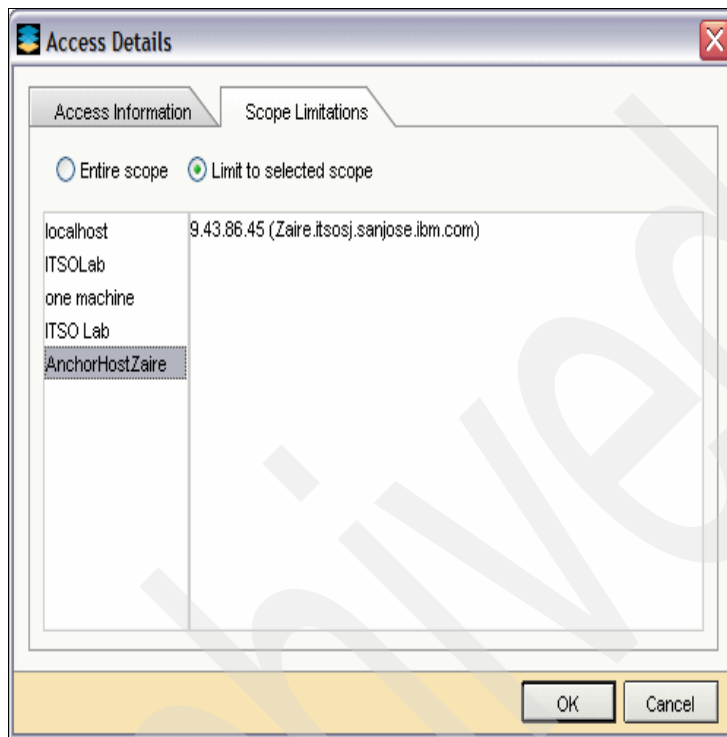 Access Details
Access Information
Scope Limitations
Entire scope
Limit to selected scope
localhost
ITSOLab
one machine
ITSO Lab
AnchorHostZaire
9.43.86.45 (Zaire.itsosj.sanjose.ibm.com)
OK
Cancel